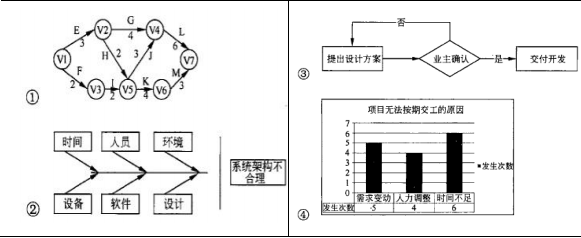 E
3
V1
F
2
V2
G
4
H
2
V3
I
2
V5
3
J
K
4
V4
L
6
V6
M
3
V7
①
时间
人员
环境
设备
软件
设计
系统架构不
合理
②
否
提出设计方案
业主确认
是
交付开发
③
项目无法按期交工的原因
7
6
5
4
3
2
1
0
发生次数
需求变动 人力调整 时间不足
发生次数 5 4 6
④